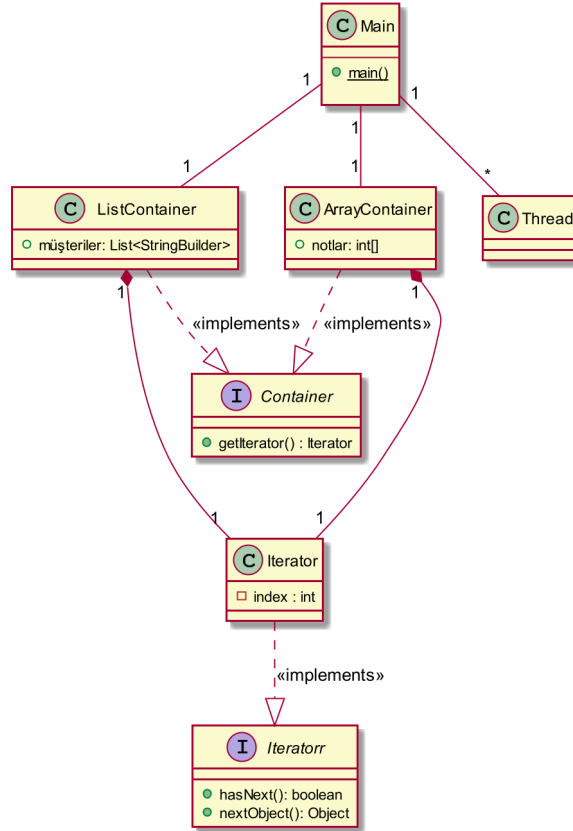 C Main
main()
1
1
1
1
1
*
C ListContainer
müşteriler: List<StringBuilder>
C ArrayContainer
notlar: int[]
C Thread
1
1
«implements»
«implements»
I Container
getIterator() : Iterator
1
1
C Iterator
index : int
«implements»
I Iteratorr
hasNext(): boolean
nextObject(): Object